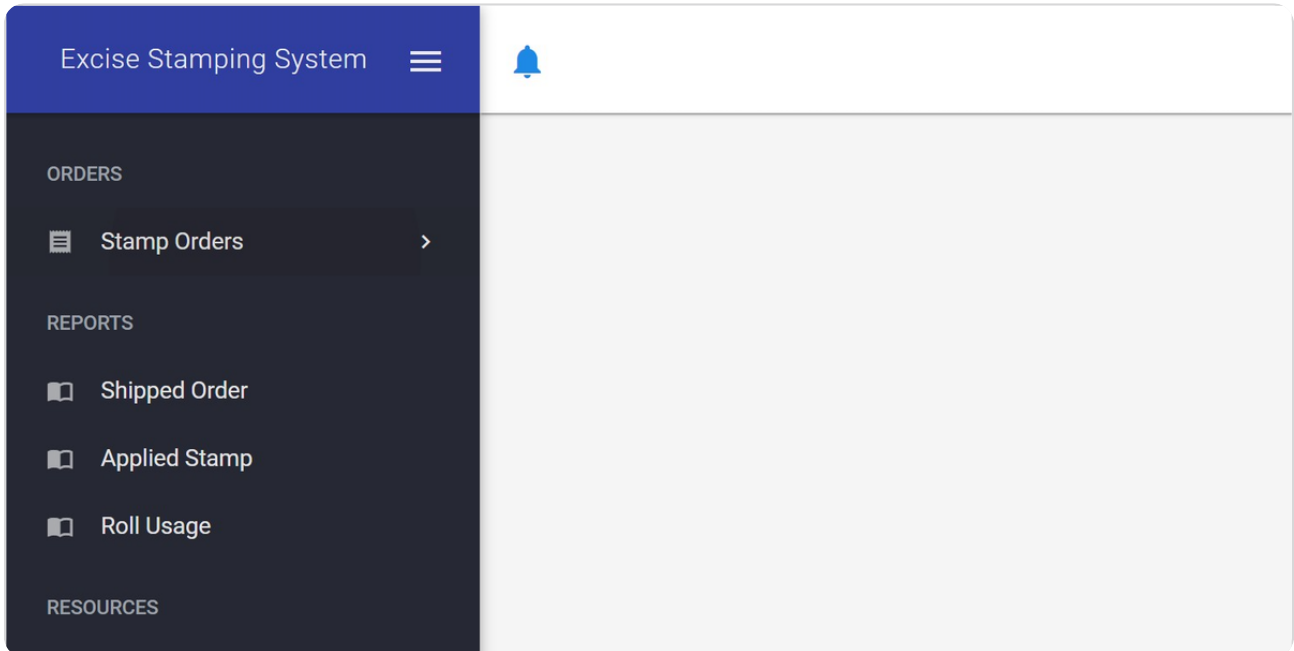 Excise Stamping System
ORDERS
Stamp Orders
REPORTS
Shipped Order
Applied Stamp
Roll Usage
RESOURCES